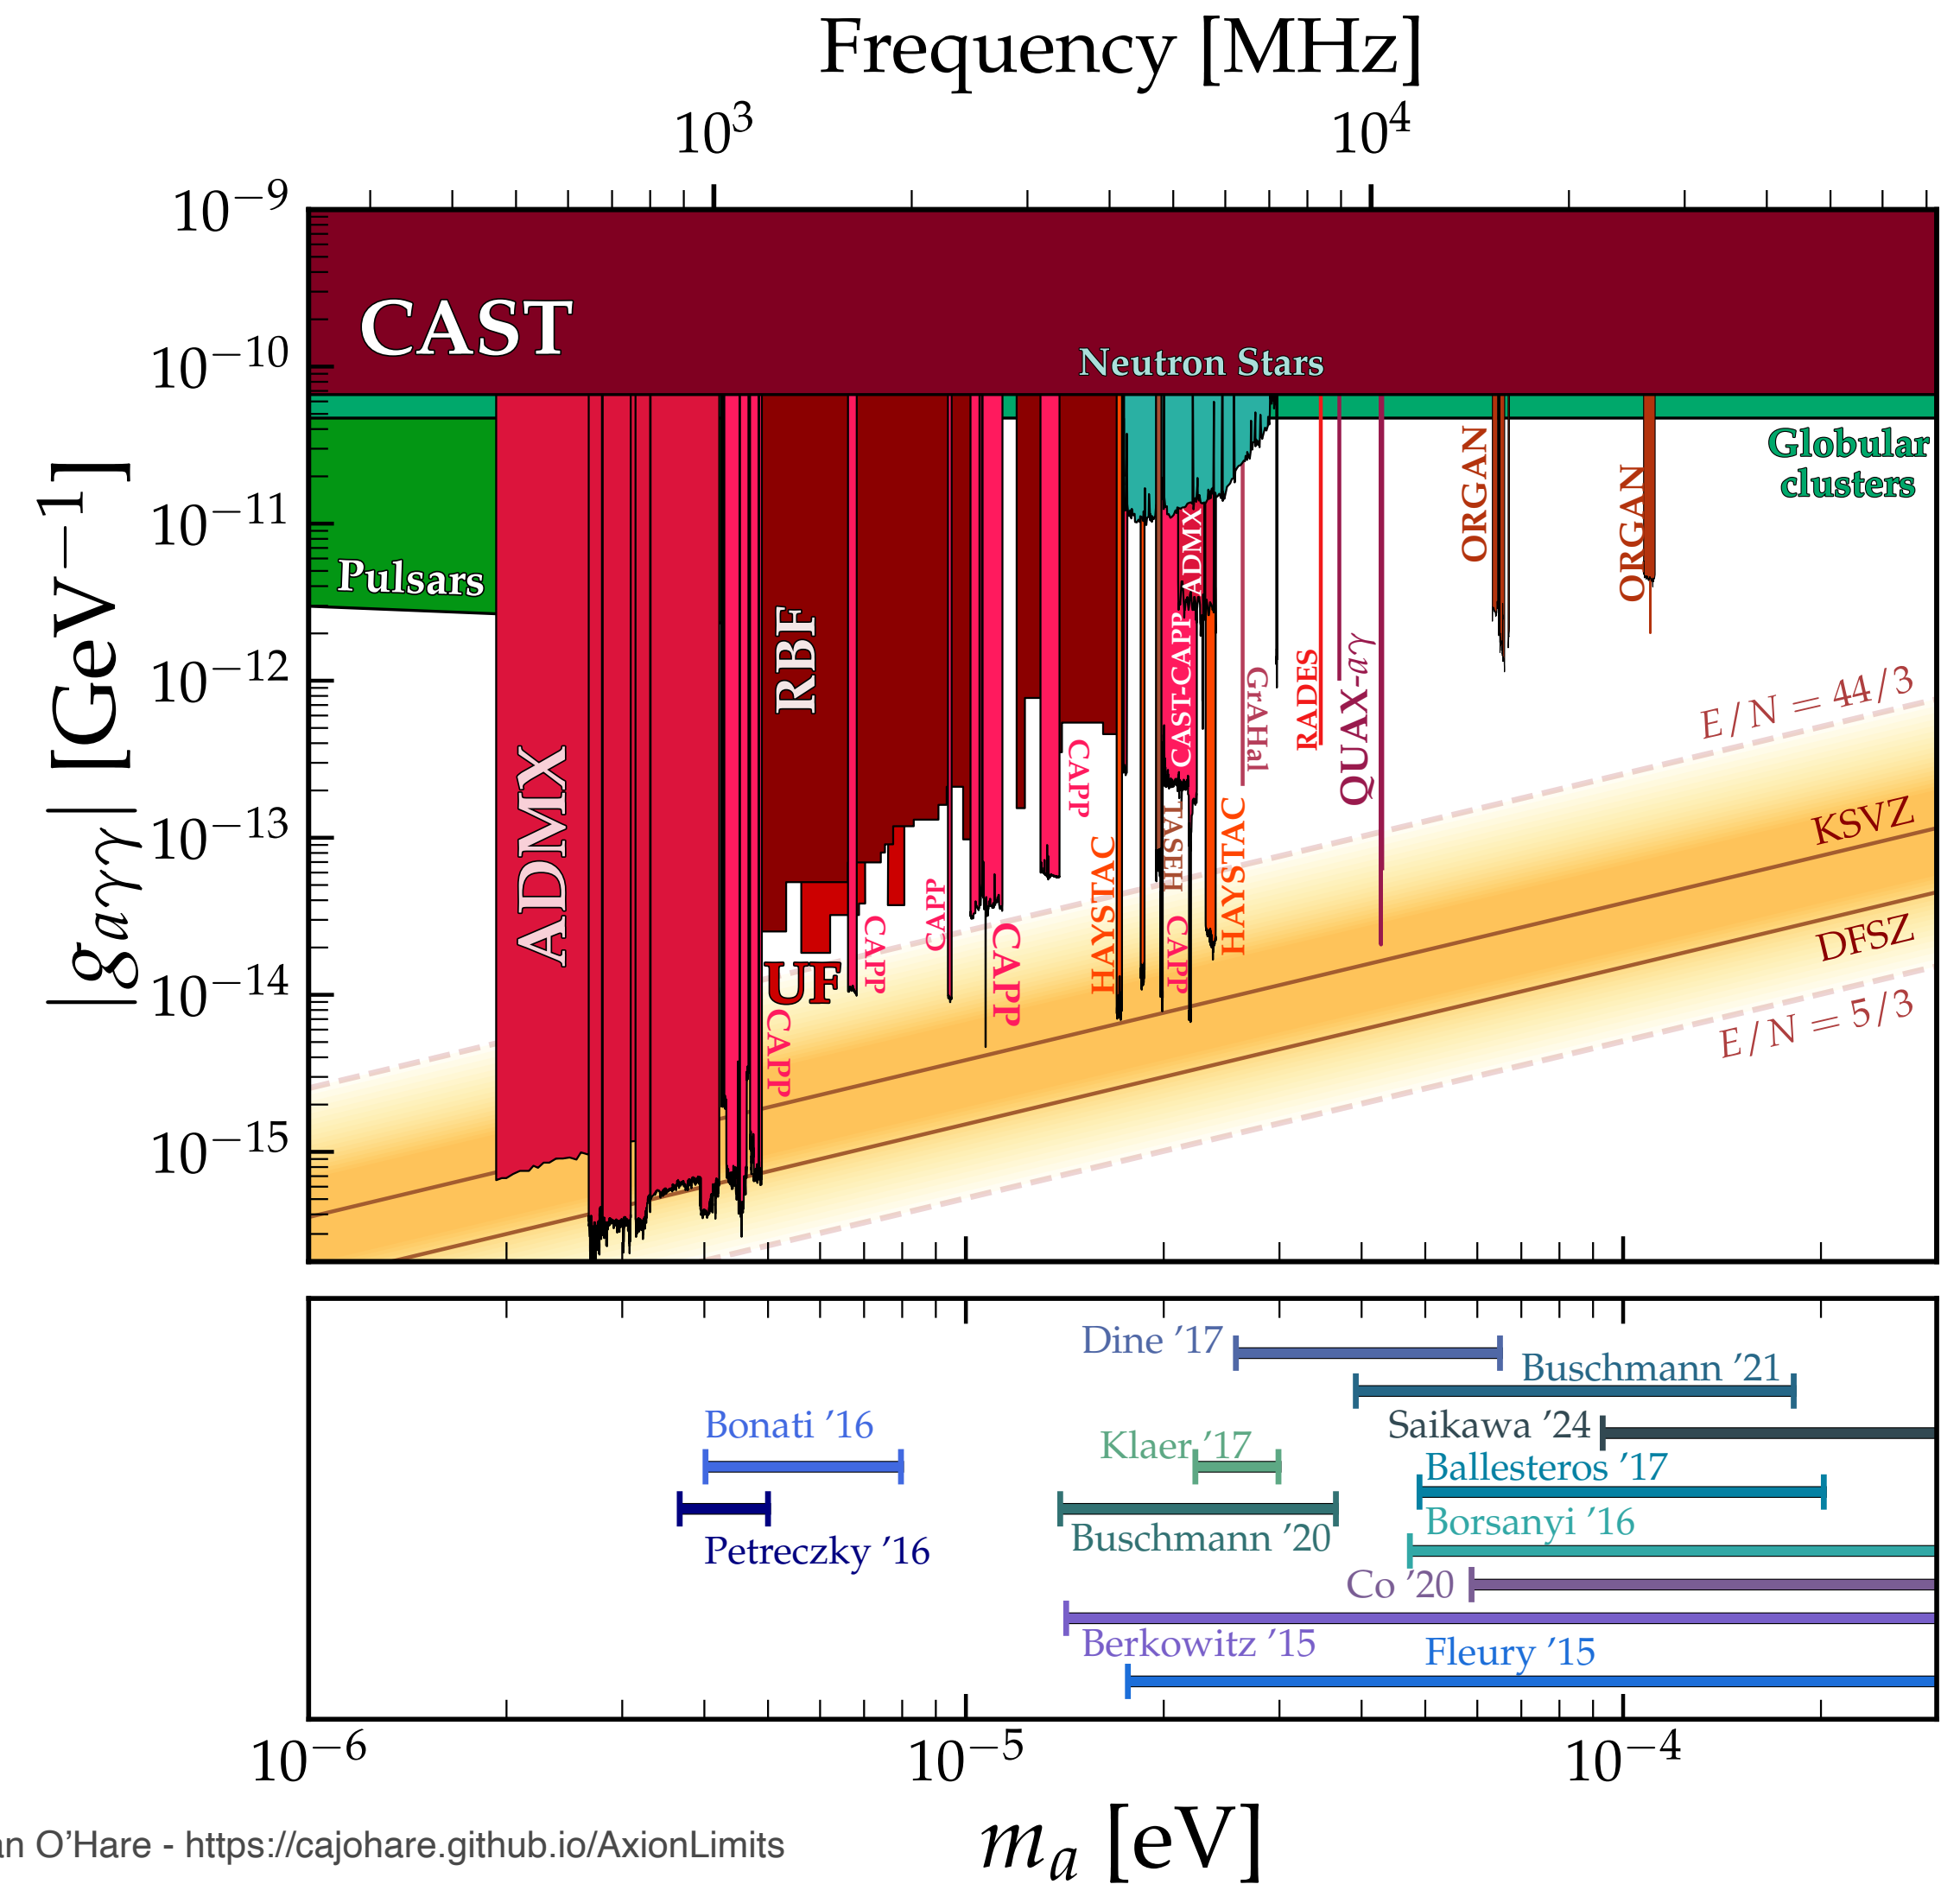 Frequency [MHz]
10³ 10⁴
10⁻⁹
10⁻¹⁰
10⁻¹¹
10⁻¹²
10⁻¹³
10⁻¹⁴
10⁻¹⁵
|g_aγγ| [GeV⁻¹]
CAST
Neutron Stars
Globular
clusters
Pulsars
ADMX
RBF
UF
CAPP
CAPP
CAPP
CAPP
CAPP
HAYSTAC
TASEH
CAPP
CAST-CAPP
ADMX
HAYSTAC
GrAHal
RADES
QUAX-aγ
ORGAN
ORGAN
E/N = 44/3
KSVZ
DFSZ
E/N = 5/3
Dine ’17
Buschmann ’21
Bonati ’16
Saikawa ’24
Klaer ’17
Ballesteros ’17
Petreczky ’16
Buschmann ’20
Borsanyi ’16
Co ’20
Berkowitz ’15
Fleury ’15
10⁻⁶ 10⁻⁵ 10⁻⁴
m_a [eV]
an O’Hare - https://cajohare.github.io/AxionLimits